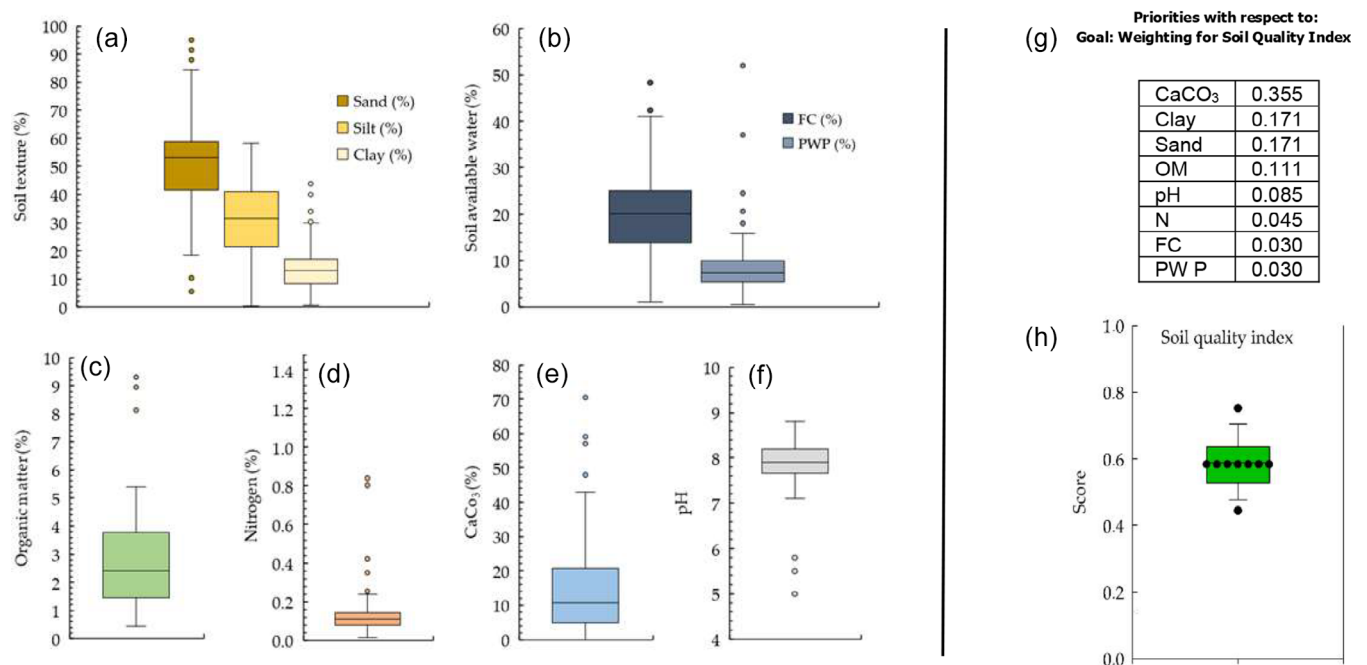 (a)
100
90
80
70
60
50
40
30
20
10
0
Soil texture (%)
Sand (%)
Silt (%)
Clay (%)
(b)
60
50
40
30
20
10
0
Soil available water (%)
FC (%)
PWP (%)
(c)
10
9
8
7
6
5
4
3
2
1
0
Organic matter (%)
(d)
1.4
1.2
1.0
0.8
0.6
0.4
0.2
0.0
Nitrogen (%)
(e)
80
70
60
50
40
30
20
10
0
CaCo₃ (%)
(f)
10
9
8
7
6
5
4
pH
(g)
Priorities with respect to:
Goal: Weighting for Soil Quality Index
CaCO₃ 0.355
Clay 0.171
Sand 0.171
OM 0.111
pH 0.085
N 0.045
FC 0.030
PW P 0.030
(h)
Soil quality index
1.0
0.8
0.6
0.4
0.2
0.0
Score